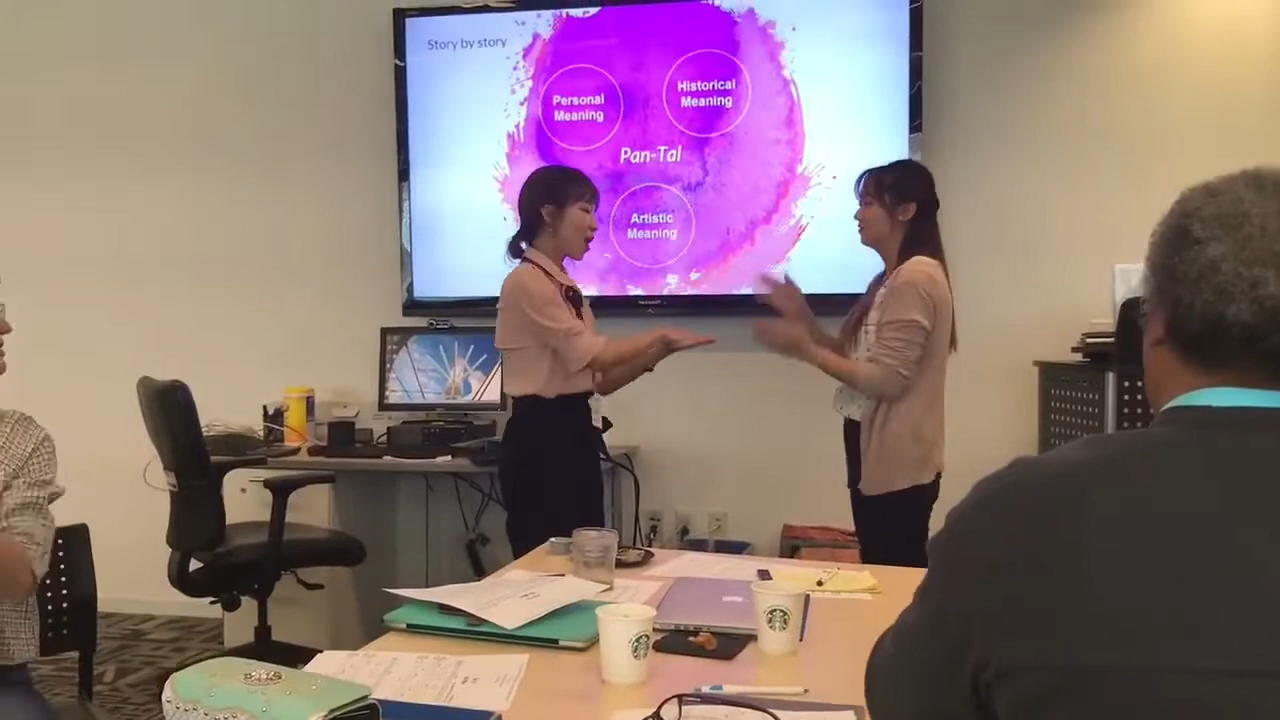 Story by story
Personal
Meaning
Historical
Meaning
Pan-Tal
Artistic
Meaning